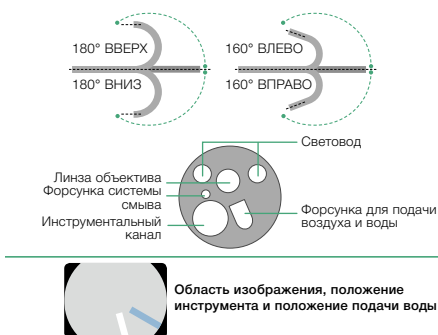 180° ВВЕРХ
180° ВНИЗ
160° ВЛЕВО
160° ВПРАВО
Световод
Линза объектива
Форсунка системы
смыва
Инструментальный
канал
Форсунка для подачи
воздуха и воды
Область изображения, положение
инструмента и положение подачи воды